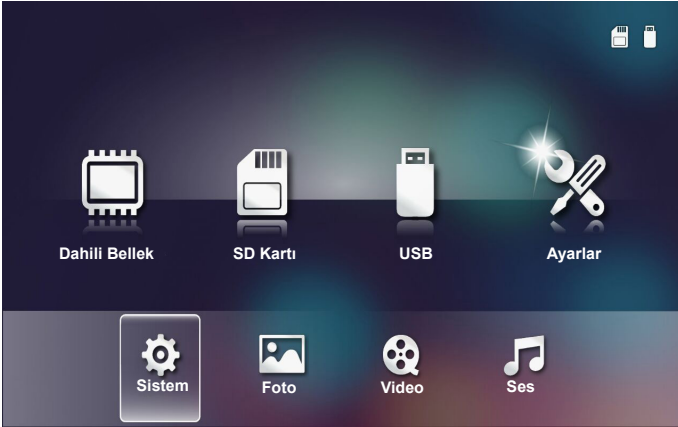 Dahili Bellek
SD Kartı
USB
Ayarlar
Sistem
Foto
Video
Ses